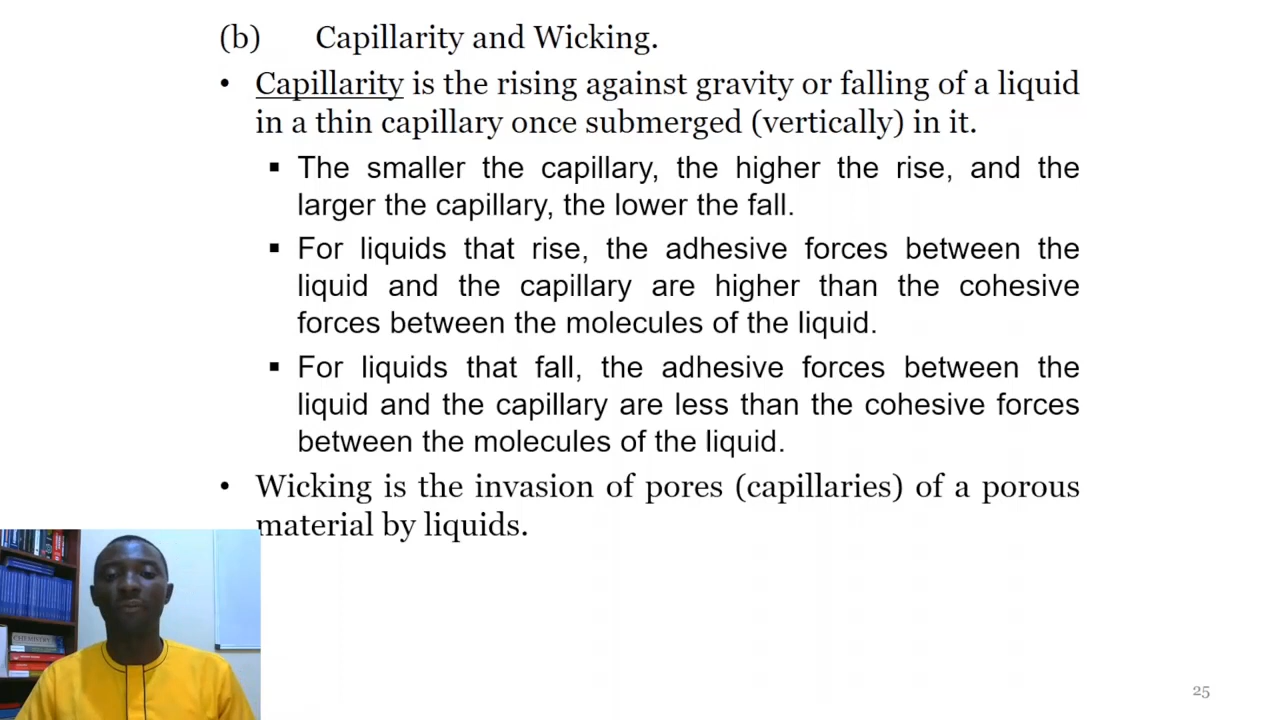 (b) Capillarity and Wicking.
• Capillarity is the rising against gravity or falling of a liquid
in a thin capillary once submerged (vertically) in it.
▪ The smaller the capillary, the higher the rise, and the
larger the capillary, the lower the fall.
▪ For liquids that rise, the adhesive forces between the
liquid and the capillary are higher than the cohesive
forces between the molecules of the liquid.
▪ For liquids that fall, the adhesive forces between the
liquid and the capillary are less than the cohesive forces
between the molecules of the liquid.
• Wicking is the invasion of pores (capillaries) of a porous
material by liquids.
CHEMISTRY
25